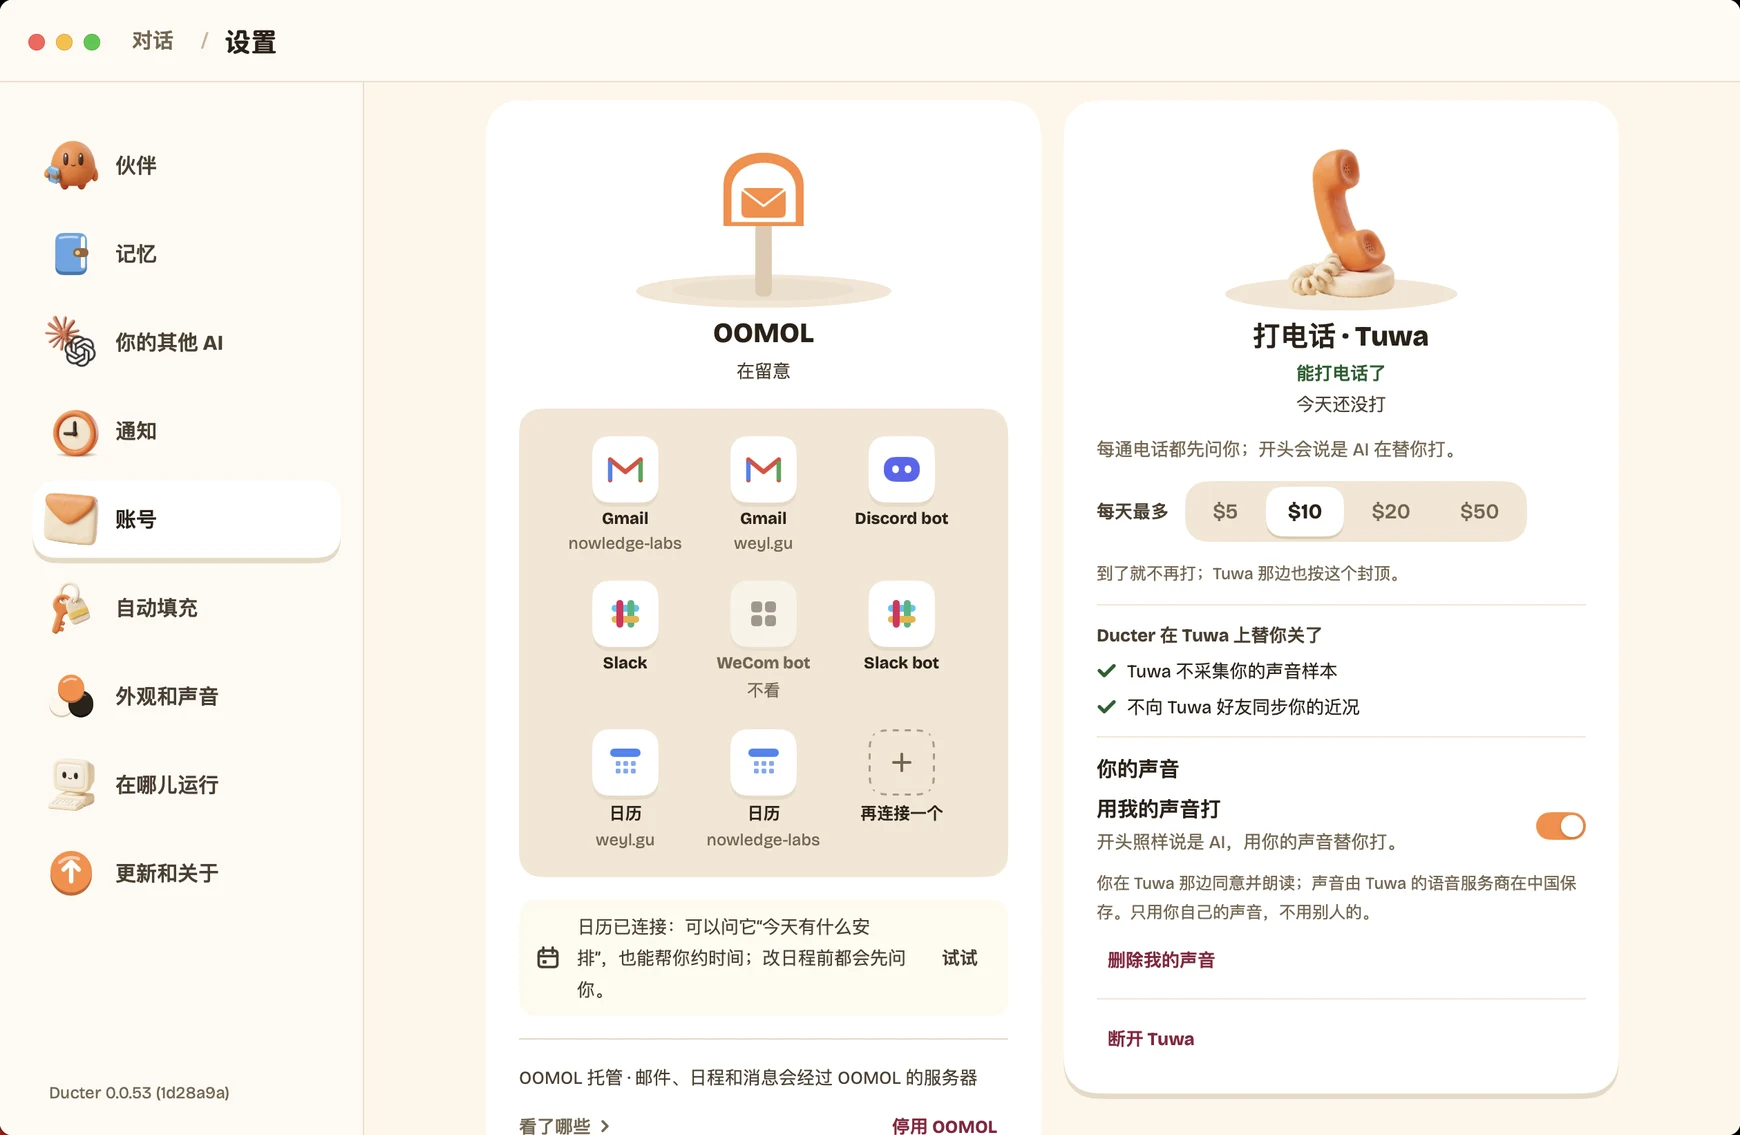 对话 / 设置
伙伴
记忆
你的其他 AI
通知
账号
自动填充
外观和声音
在哪儿运行
更新和关于
Ducter 0.0.53 (1d28a9a)
OOMOL
在留意
Gmail
nowledge-labs
Gmail
weyl.gu
Discord bot
Slack
WeCom bot
不看
Slack bot
日历
weyl.gu
日历
nowledge-labs
再连接一个
日历已连接：可以问它“今天有什么安
排”，也能帮你约时间；改日程前都会先问
你。
试试
OOMOL 托管 · 邮件、日程和消息会经过 OOMOL 的服务器
看了哪些
停用 OOMOL
打电话 · Tuwa
能打电话了
今天还没打
每通电话都先问你；开头会说是 AI 在替你打。
每天最多 $5 $10 $20 $50
到了就不再打；Tuwa 那边也按这个封顶。
Ducter 在 Tuwa 上替你关了
Tuwa 不采集你的声音样本
不向 Tuwa 好友同步你的近况
你的声音
用我的声音打
开头照样说是 AI，用你的声音替你打。
你在 Tuwa 那边同意并朗读；声音由 Tuwa 的语音服务商在中国保
存。只用你自己的声音，不用别人的。
删除我的声音
断开 Tuwa